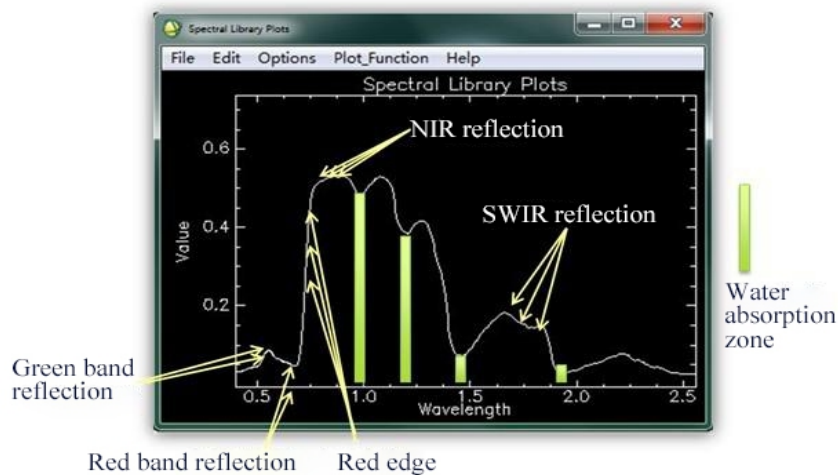 Spectral Library Plots
File Edit Options Plot_Function Help
Spectral Library Plots
NIR reflection
SWIR reflection
Value
0.6
0.4
0.2
0.5 1.0 1.5 2.0 2.5
Wavelength
Water
absorption
zone
Green band
reflection
Red band reflection
Red edge